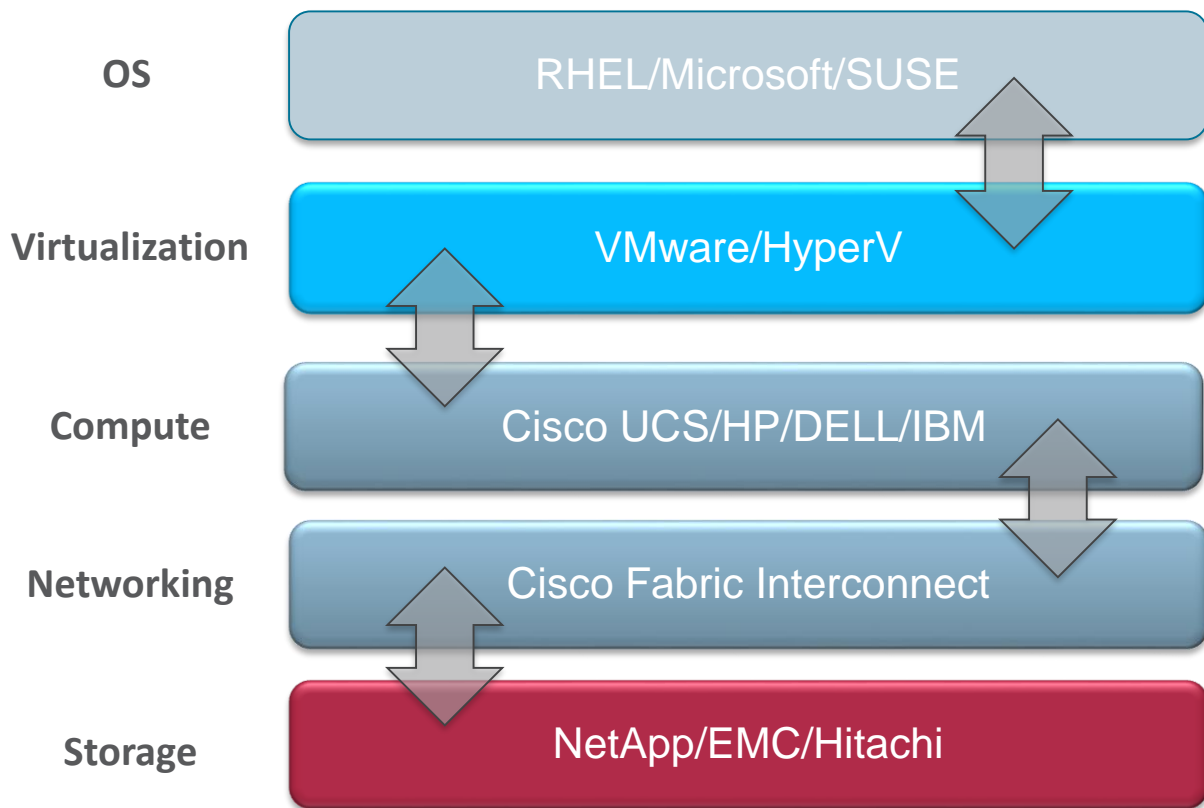 OS
RHEL/Microsoft/SUSE
Virtualization
VMware/HyperV
Compute
Cisco UCS/HP/DELL/IBM
Networking
Cisco Fabric Interconnect
Storage
NetApp/EMC/Hitachi